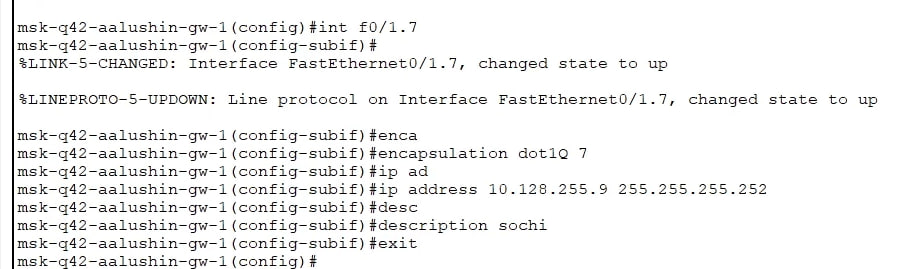 msk-q42-aalushin-gw-1(config)#int f0/1.7
msk-q42-aalushin-gw-1(config-subif)#
%LINK-5-CHANGED: Interface FastEthernet0/1.7, changed state to up
%LINEPROTO-5-UPDOWN: Line protocol on Interface FastEthernet0/1.7, changed state to up
msk-q42-aalushin-gw-1(config-subif)#enca
msk-q42-aalushin-gw-1(config-subif)#encapsulation dot1Q 7
msk-q42-aalushin-gw-1(config-subif)#ip ad
msk-q42-aalushin-gw-1(config-subif)#ip address 10.128.255.9 255.255.255.252
msk-q42-aalushin-gw-1(config-subif)#desc
msk-q42-aalushin-gw-1(config-subif)#description sochi
msk-q42-aalushin-gw-1(config-subif)#exit
msk-q42-aalushin-gw-1(config)#